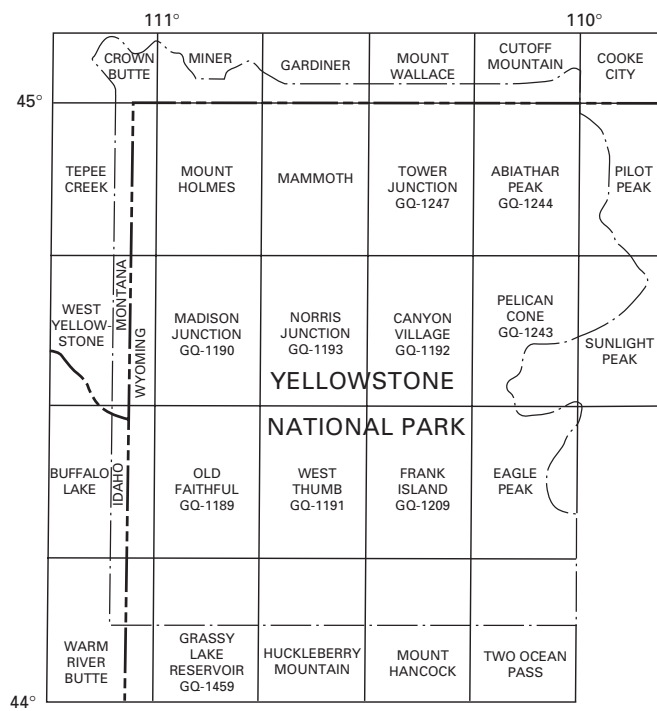 111°
110°
CROWN
BUTTE
MINER
GARDINER
MOUNT
WALLACE
CUTOFF
MOUNTAIN
COOKE
CITY
45°
TEPEE
CREEK
MOUNT
HOLMES
MAMMOTH
TOWER
JUNCTION
GQ-1247
ABIATHAR
PEAK
GQ-1244
PILOT
PEAK
WEST
YELLOW-
STONE
MONTANA
WYOMING
MADISON
JUNCTION
GQ-1190
NORRIS
JUNCTION
GQ-1193
CANYON
VILLAGE
GQ-1192
PELICAN
CONE
GQ-1243
SUNLIGHT
PEAK
YELLOWSTONE
NATIONAL PARK
BUFFALO
LAKE
IDAHO
OLD
FAITHFUL
GQ-1189
WEST
THUMB
GQ-1191
FRANK
ISLAND
GQ-1209
EAGLE
PEAK
WARM
RIVER
BUTTE
GRASSY
LAKE
RESERVOIR
GQ-1459
HUCKLEBERRY
MOUNTAIN
MOUNT
HANCOCK
TWO OCEAN
PASS
44°